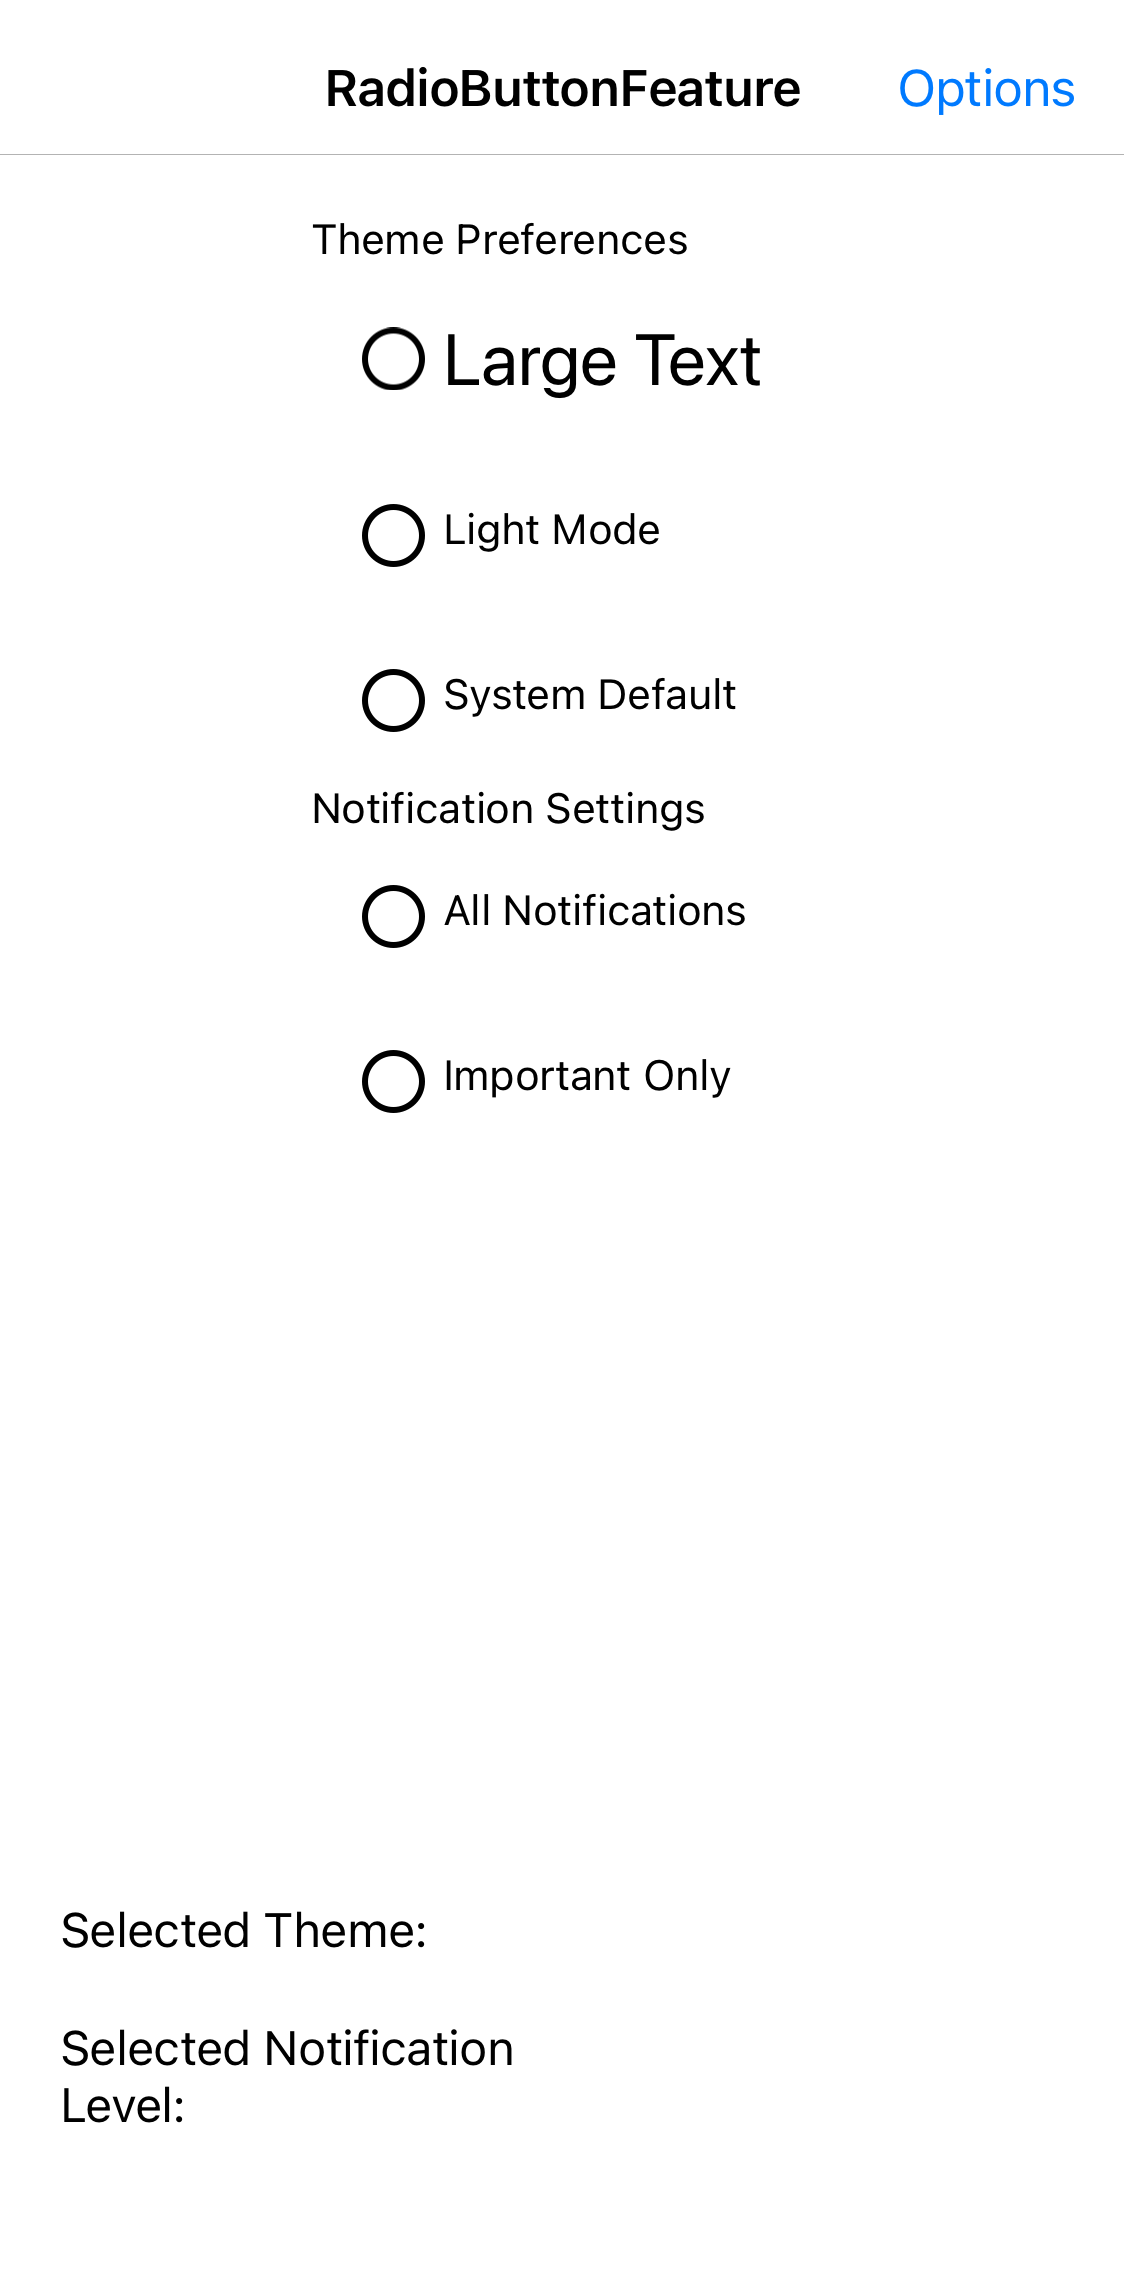 RadioButtonFeature
Options
Theme Preferences
Large Text
Light Mode
System Default
Notification Settings
All Notifications
Important Only
Selected Theme:
Selected Notification
Level: